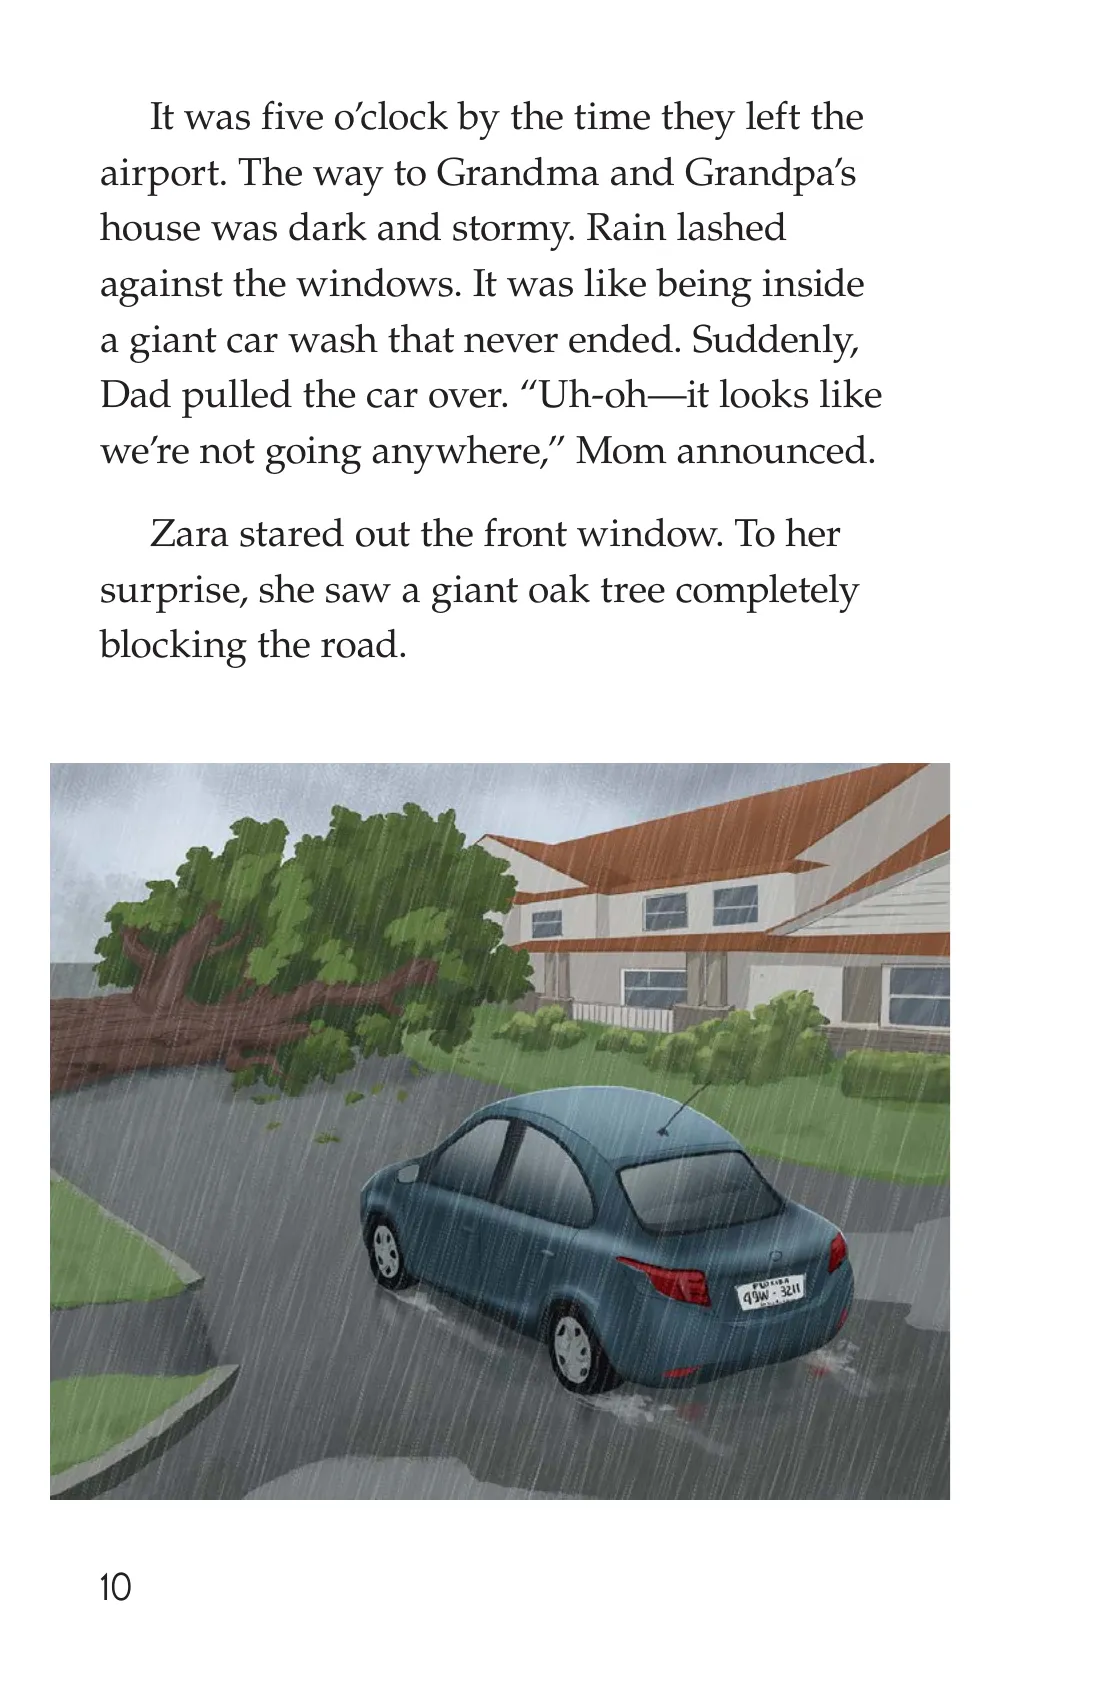 It was five o’clock by the time they left the
airport. The way to Grandma and Grandpa’s
house was dark and stormy. Rain lashed
against the windows. It was like being inside
a giant car wash that never ended. Suddenly,
Dad pulled the car over. “Uh-oh—it looks like
we’re not going anywhere,” Mom announced.
Zara stared out the front window. To her
surprise, she saw a giant oak tree completely
blocking the road.
49W - 3211
10